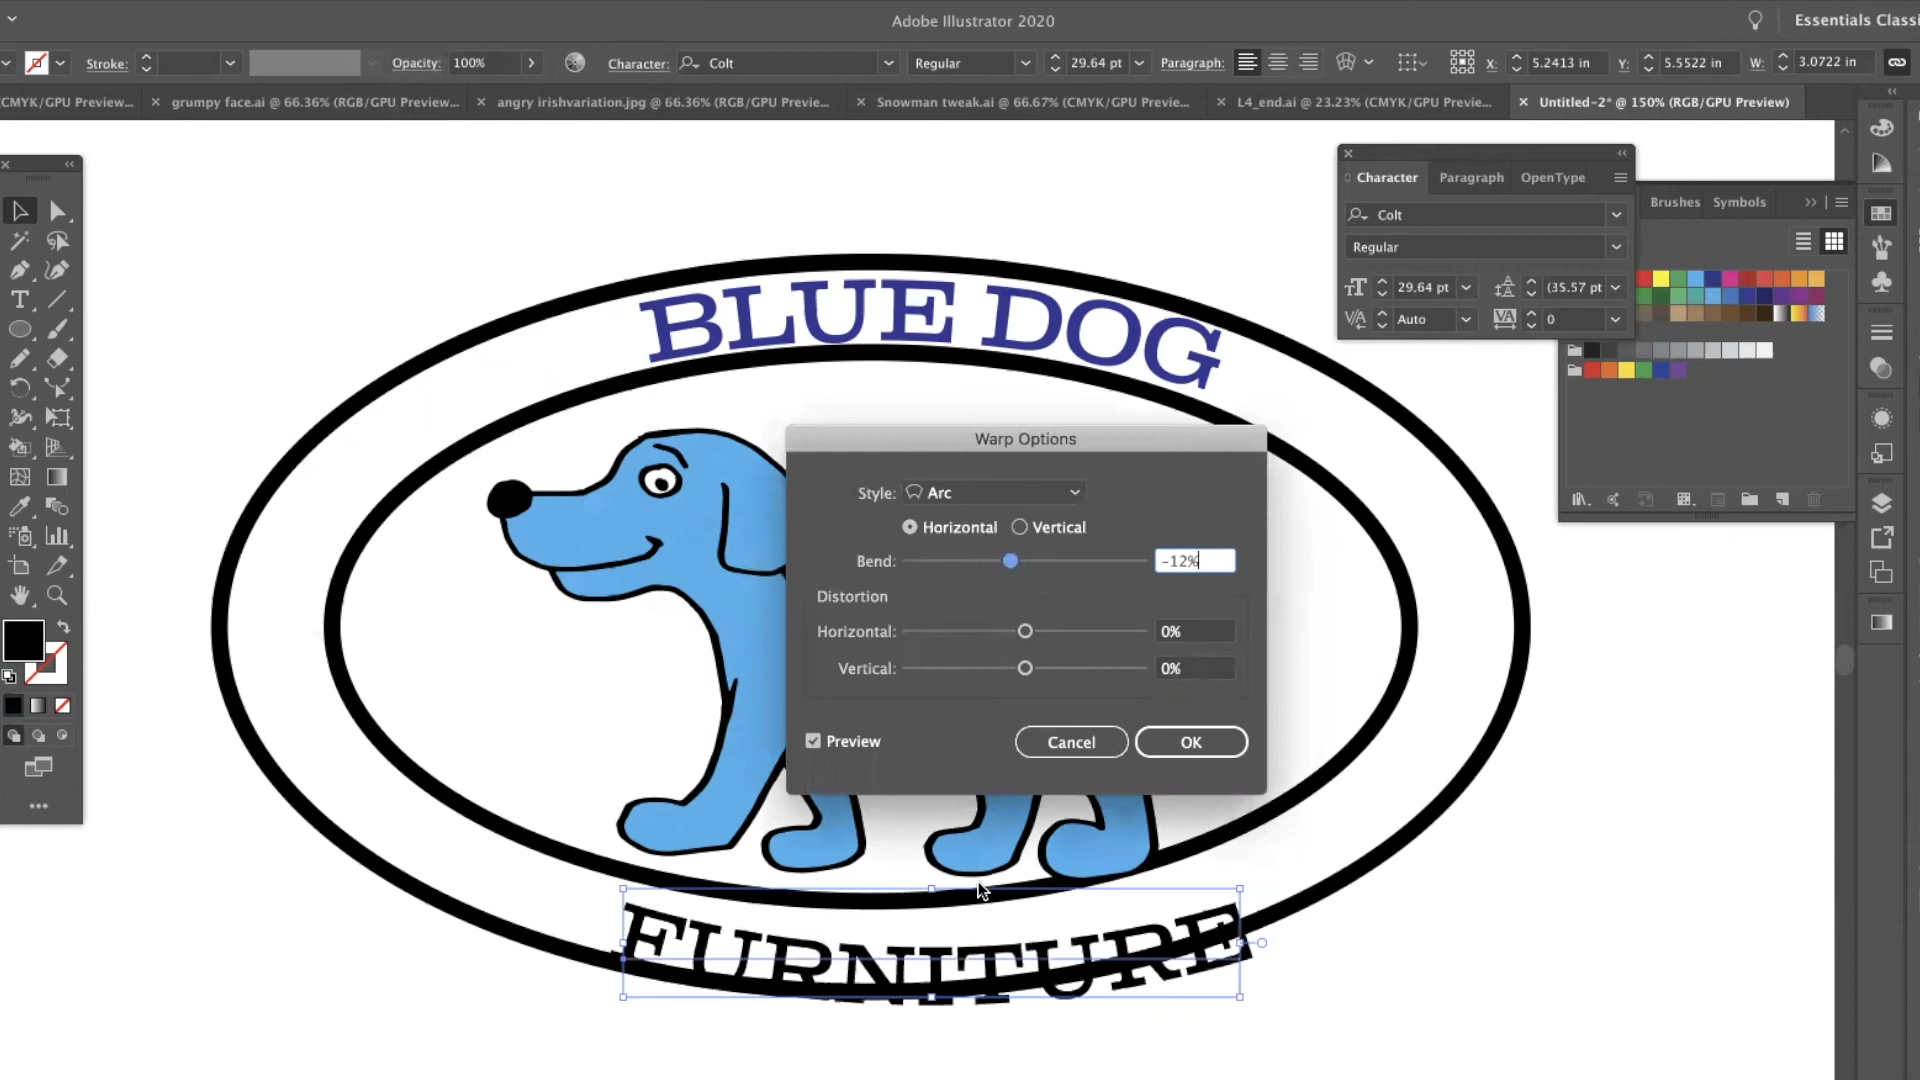 Adobe Illustrator 2020
Essentials Classi
Stroke:
Opacity: 100%
Character: Colt
Regular
29.64 pt
Paragraph:
X: 5.2413 in
Y: 5.5522 in
W: 3.0722 in
CMYK/GPU Preview...
× grumpy face.ai @ 66.36% (RGB/GPU Preview...
× angry irishvariation.jpg @ 66.36% (RGB/GPU Previe...
× Snowman tweak.ai @ 66.67% (CMYK/GPU Previe...
× L4_end.ai @ 23.23% (CMYK/GPU Previe...
× Untitled-2* @ 150% (RGB/GPU Preview)
Character Paragraph OpenType
Colt
Regular
29.64 pt (35.57 pt
Auto 0
Brushes Symbols
BLUE DOG
Warp Options
Style: Arc
Horizontal Vertical
Bend: -12%
Distortion
Horizontal: 0%
Vertical: 0%
Preview Cancel OK
FURNITURE